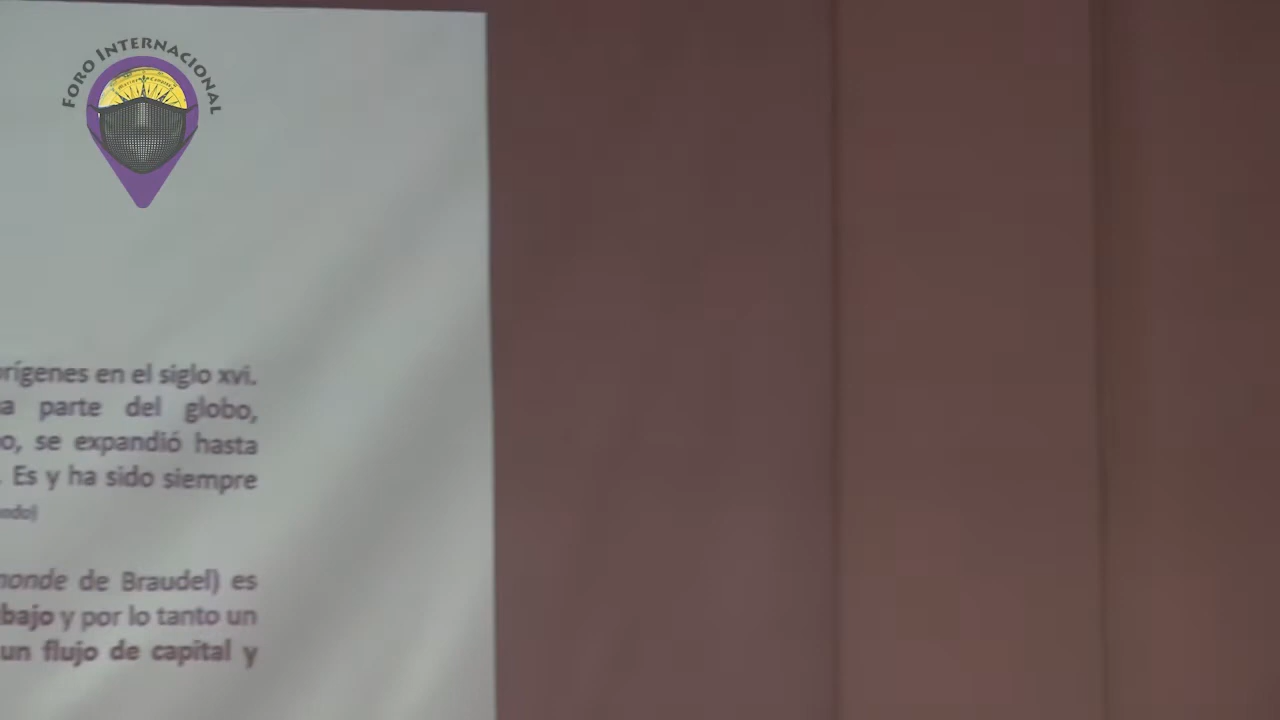 FORO INTERNACIONAL
orígenes en el siglo xvi.
a parte del globo,
o, se expandió hasta
. Es y ha sido siempre
monde de Braudel) es
bajo y por lo tanto un
un flujo de capital y